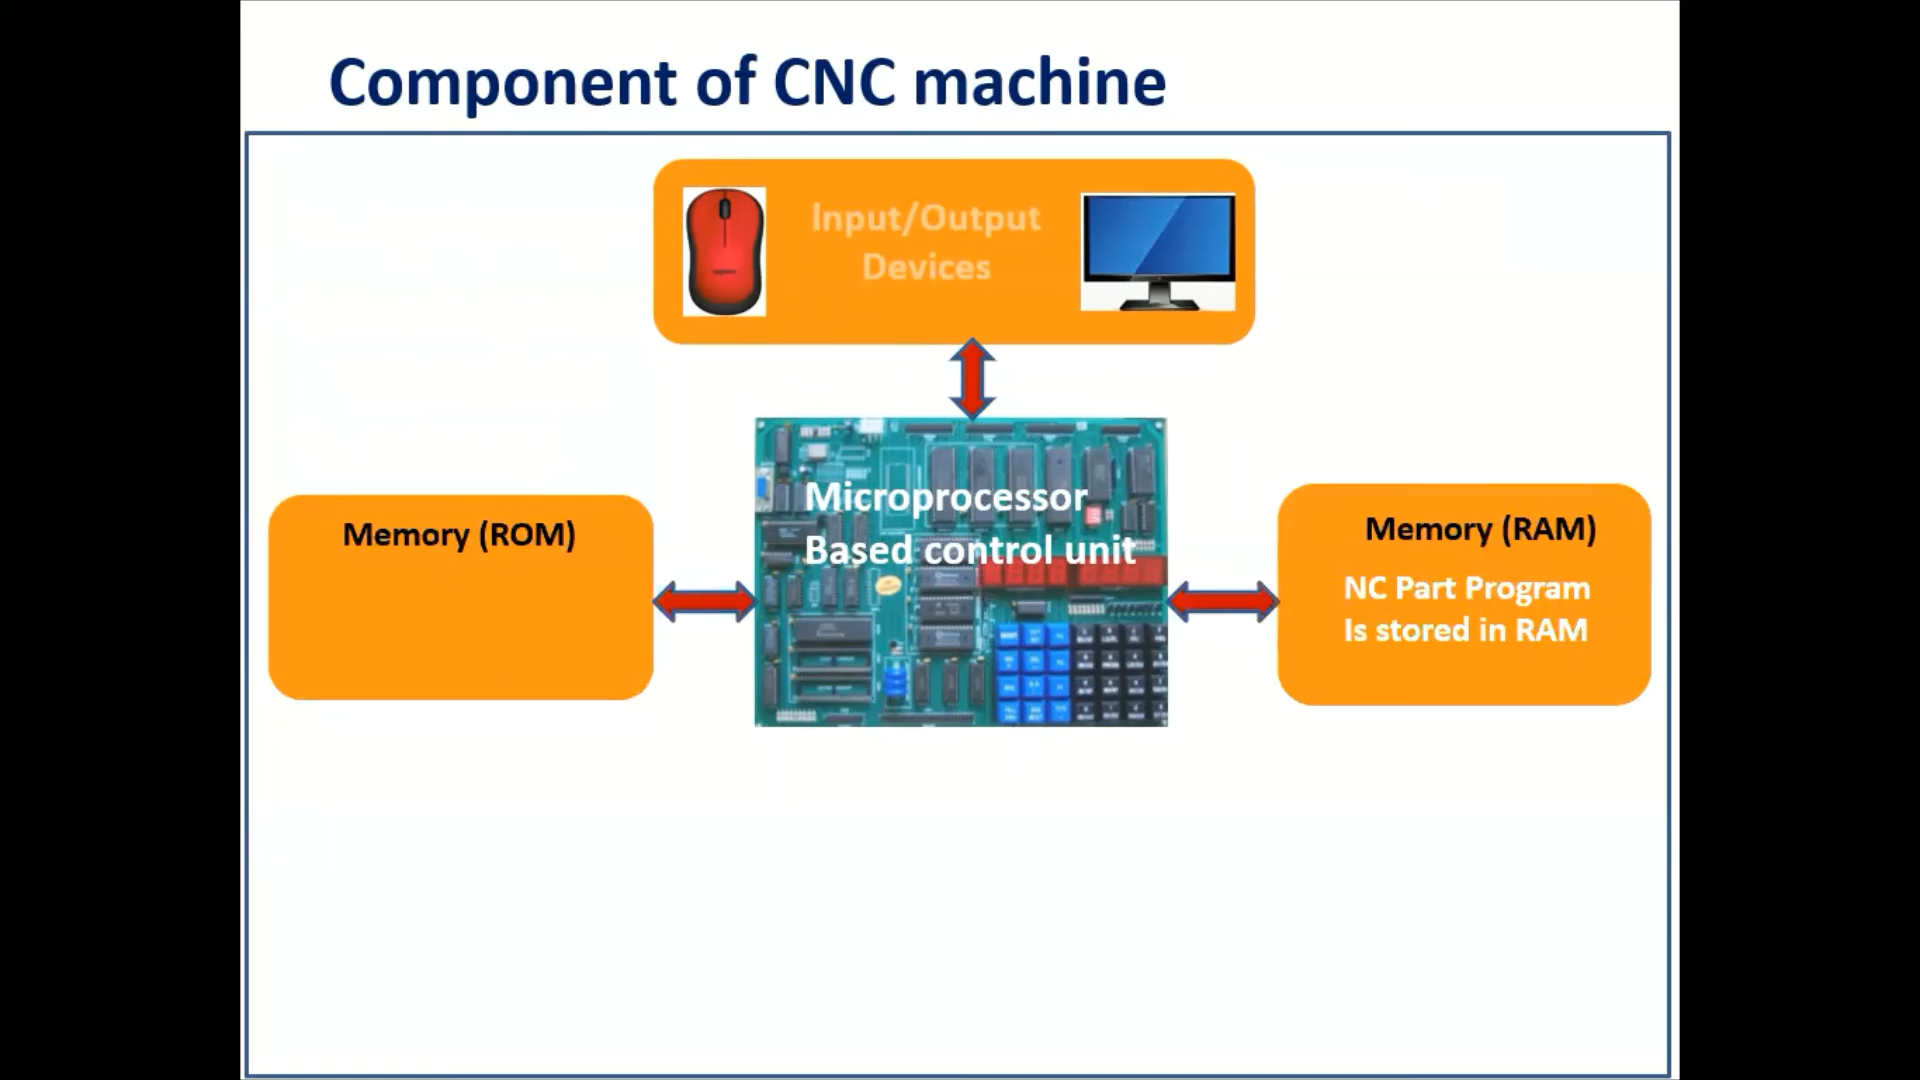 Component of CNC machine
Input/Output
Devices
Microprocessor
Based control unit
Memory (ROM)
Memory (RAM)
NC Part Program
Is stored in RAM